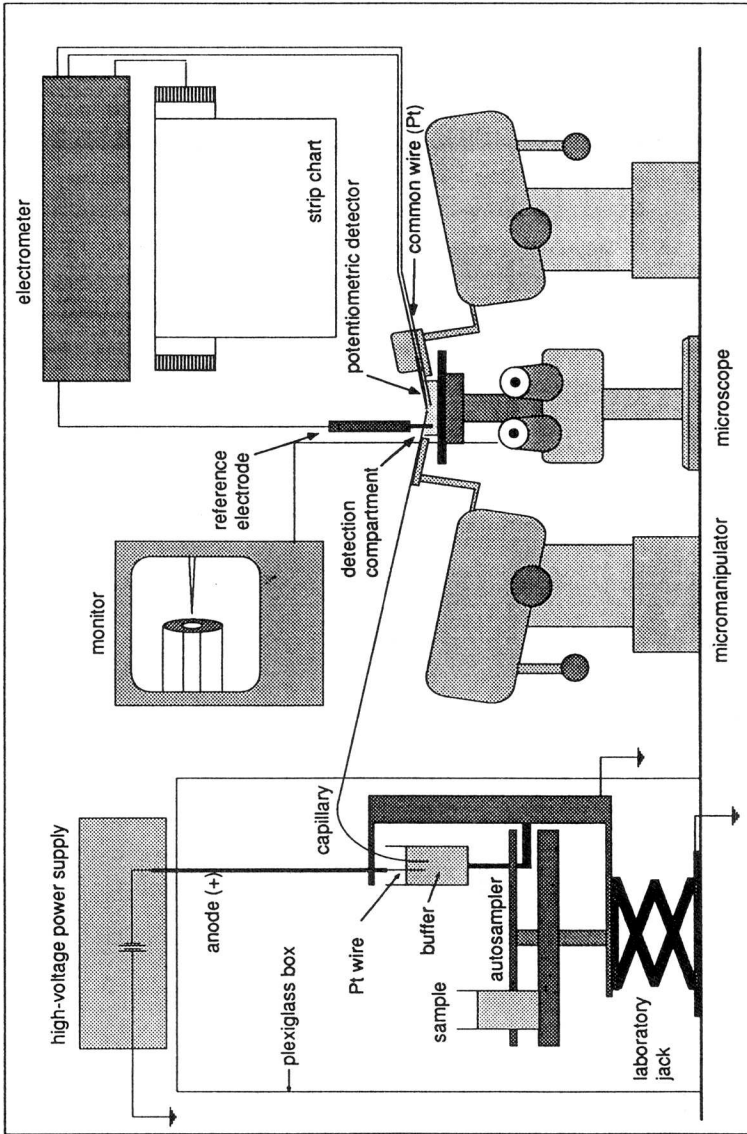 high-voltage power supply
anode (+)
plexiglass box
capillary
Pt wire
buffer
autosampler
sample
laboratory
jack
monitor
reference
electrode
detection
compartment
electrometer
strip chart
potentiometric detector
common wire (Pt)
micromanipulator
microscope